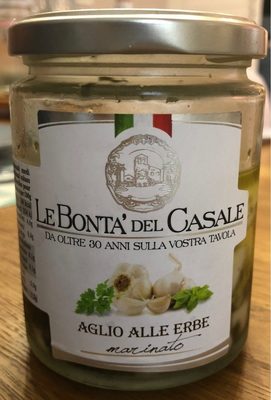 LE BONTA' DEL CASALE
DA OLTRE 30 ANNI SULLA VOSTRA TAVOLA
AGLIO ALLE ERBE
marinato